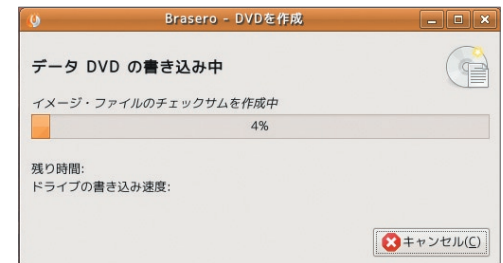 Brasero - DVDを作成
データ DVD の書き込み中
イメージ・ファイルのチェックサムを作成中
4%
残り時間:
ドライブの書き込み速度:
キャンセル(C)